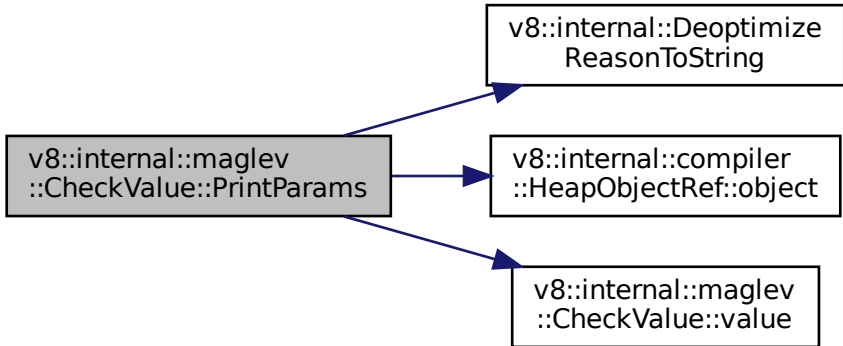 v8::internal::Deoptimize
ReasonToString
v8::internal::maglev
::CheckValue::PrintParams
v8::internal::compiler
::HeapObjectRef::object
v8::internal::maglev
::CheckValue::value